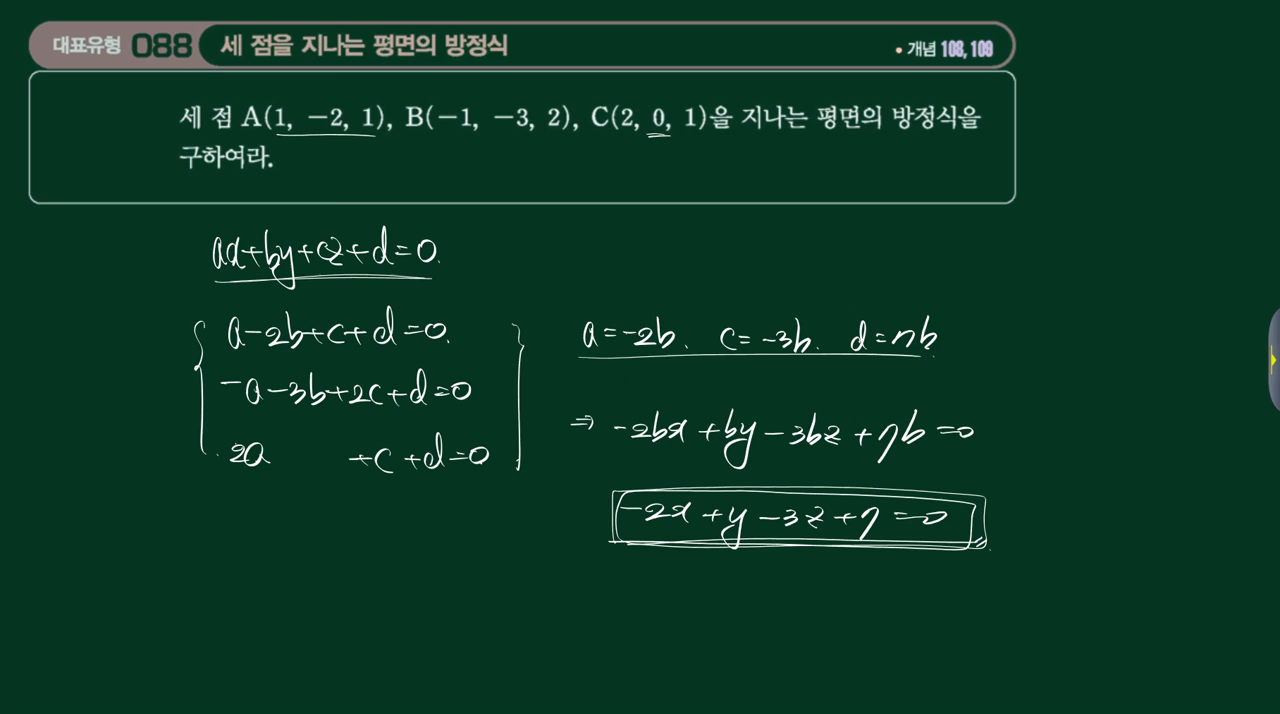 대표유형 088 세 점을 지나는 평면의 방정식 • 개념 108, 109
세 점 A(1, −2, 1), B(−1, −3, 2), C(2, 0, 1)을 지나는 평면의 방정식을
구하여라.
ax+by+cz+d=0.
a-2b+c+d=0.
-a-3b+2c+d=0
2a +c+d=0
a=-2b. c=-3b. d=7b.
⇒ -2bx+by-3bz+7b=0
-2x+y-3z+7=0